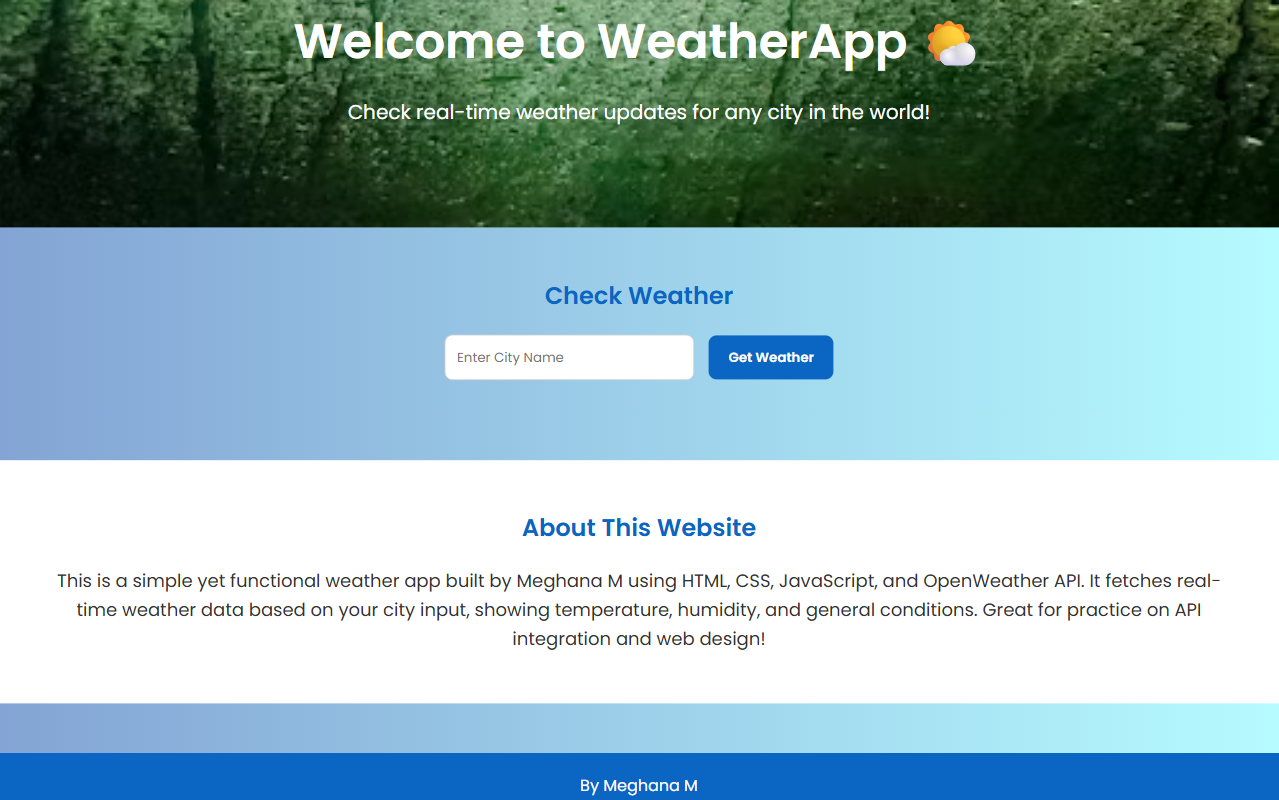 Welcome to WeatherApp 🌤️
Check real-time weather updates for any city in the world!
Check Weather
Enter City Name
Get Weather
About This Website
This is a simple yet functional weather app built by Meghana M using HTML, CSS, JavaScript, and OpenWeather API. It fetches real-
time weather data based on your city input, showing temperature, humidity, and general conditions. Great for practice on API
integration and web design!
By Meghana M